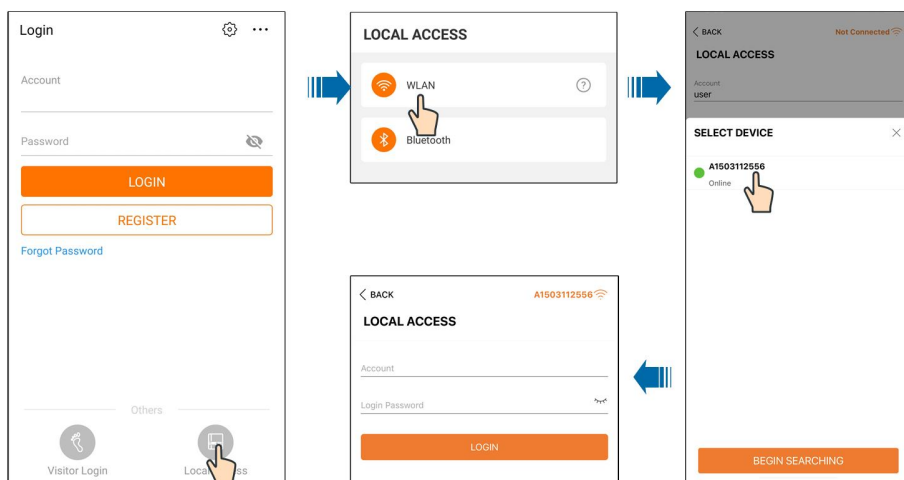 Login
Account
Password
LOGIN
REGISTER
Forgot Password
Others
Visitor Login
LOCAL ACCESS
WLAN
?
Bluetooth
BACK
Not Connected
LOCAL ACCESS
Account
user
SELECT DEVICE
A1503112556
Online
BEGIN SEARCHING
BACK
A1503112556
LOCAL ACCESS
Account
Login Password
LOGIN